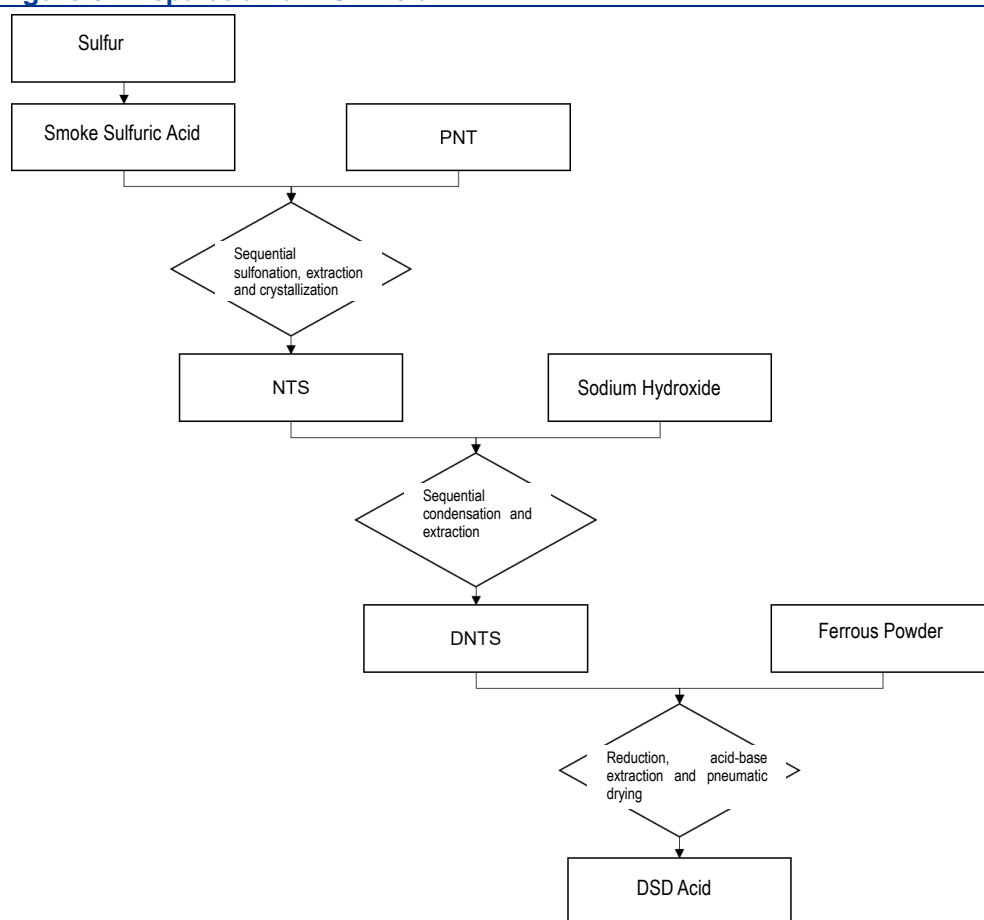 Sulfur
Smoke Sulfuric Acid
PNT
Sequential
sulfonation, extraction
and crystallization
NTS
Sodium Hydroxide
Sequential
condensation and
extraction
DNTS
Ferrous Powder
Reduction, acid-base
extraction and pneumatic
drying
DSD Acid